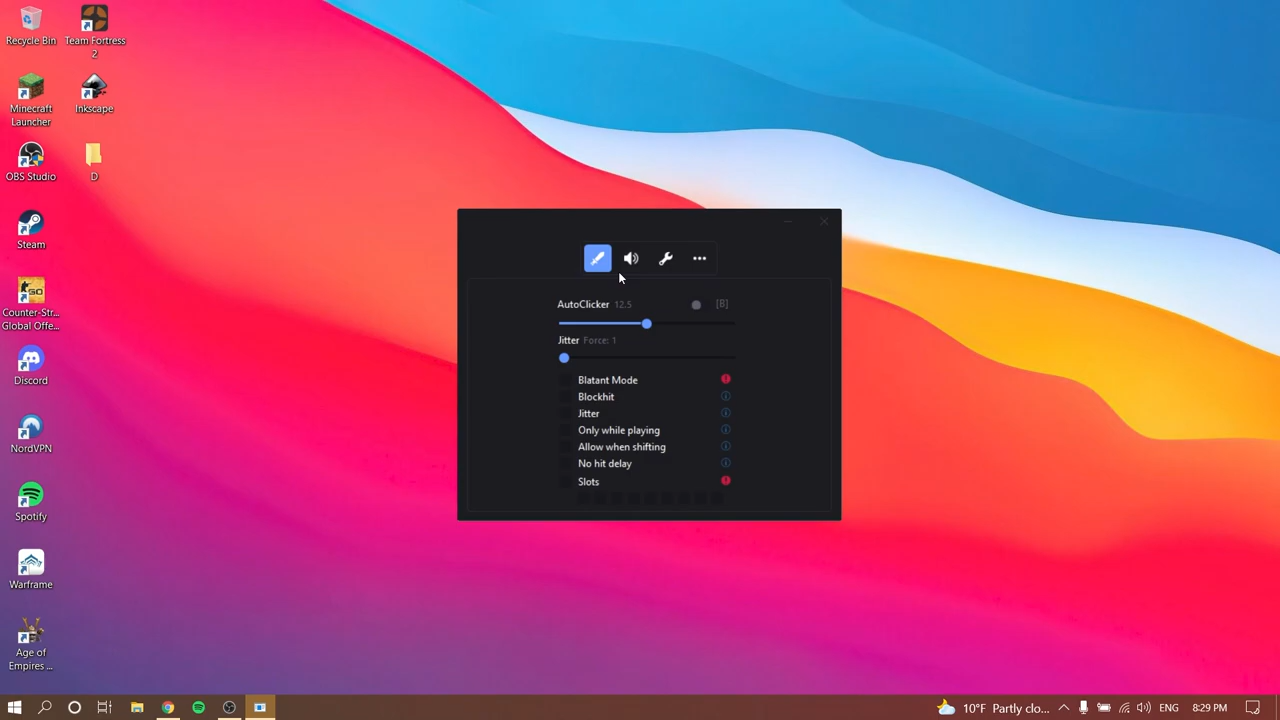 Recycle Bin
Team Fortress
2
Minecraft
Launcher
Inkscape
OBS Studio
D
Steam
Counter-Str...
Global Offe...
Discord
NordVPN
Spotify
Warframe
Age of
Empires ...
AutoClicker 12.5 [B]
Jitter Force: 1
Blatant Mode
Blockhit
Jitter
Only while playing
Allow when shifting
No hit delay
Slots
10°F Partly clo... ENG 8:29 PM